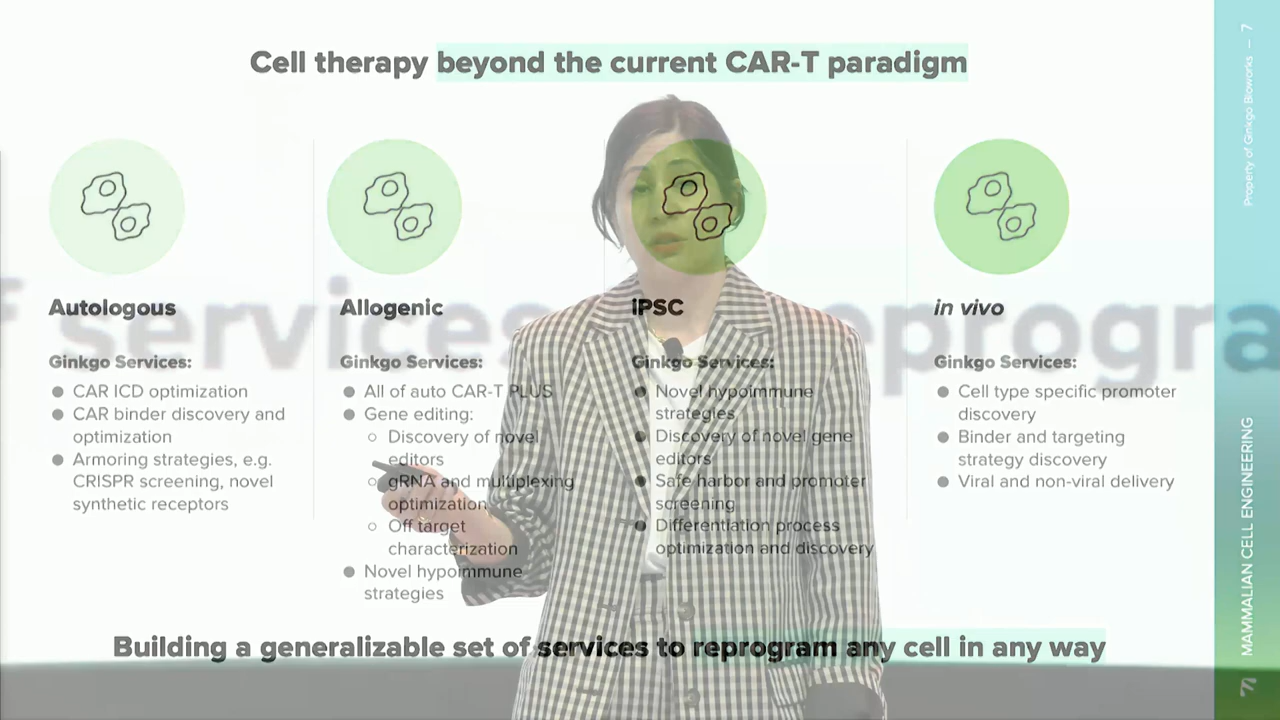 Cell therapy beyond the current CAR-T paradigm
Autologous
Ginkgo Services:
● CAR ICD optimization
● CAR binder discovery and
optimization
● Armoring strategies, e.g.
CRISPR screening, novel
synthetic receptors
Allogenic
Ginkgo Services:
● All of auto CAR-T PLUS
● Gene editing:
○ Discovery of novel
editors
○ gRNA and multiplexing
optimization
○ Off target
characterization
● Novel hypoimmune
strategies
iPSC
Ginkgo Services:
● Novel hypoimmune
strategies
● Discovery of novel gene
editors
● Safe harbor and promoter
screening
● Differentiation process
optimization and discovery
in vivo
Ginkgo Services:
● Cell type specific promoter
discovery
● Binder and targeting
strategy discovery
● Viral and non-viral delivery
Building a generalizable set of services to reprogram any cell in any way
Property of Ginkgo Bioworks – 7
MAMMALIAN CELL ENGINEERING
services